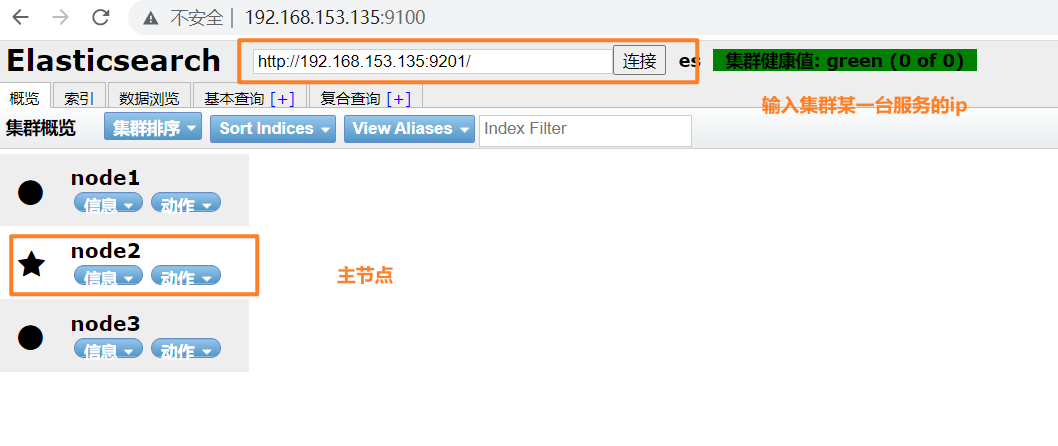 不安全 192.168.153.135:9100
Elasticsearch http://192.168.153.135:9201/ 连接 es 集群健康值: green (0 of 0)
概览 索引 数据浏览 基本查询 [+] 复合查询 [+]
输入集群某一台服务的ip
集群概览 集群排序 Sort Indices View Aliases Index Filter
node1
信息 动作
node2
信息 动作
主节点
node3
信息 动作